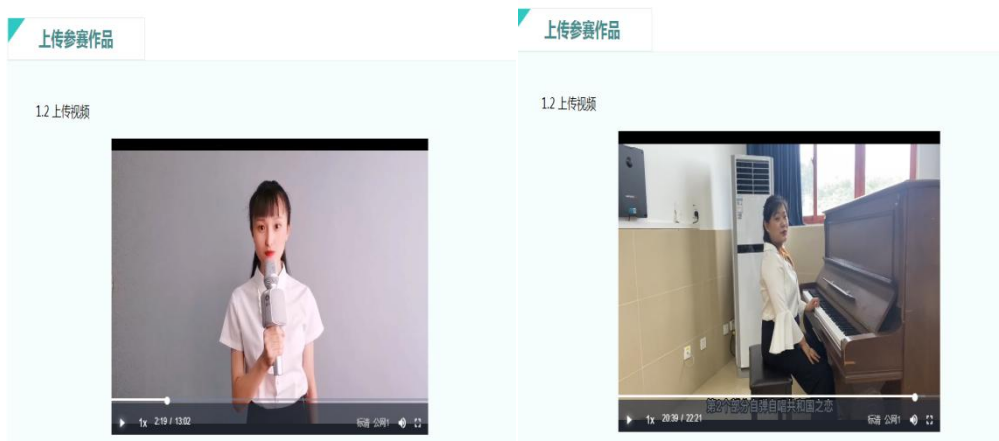 上传参赛作品
1.2 上传视频
1x 2:19 / 13:02 标清 公网1
上传参赛作品
1.2 上传视频
第2个部分自弹自唱共和国之恋
1x 20:39 / 22:21 标清 公网1